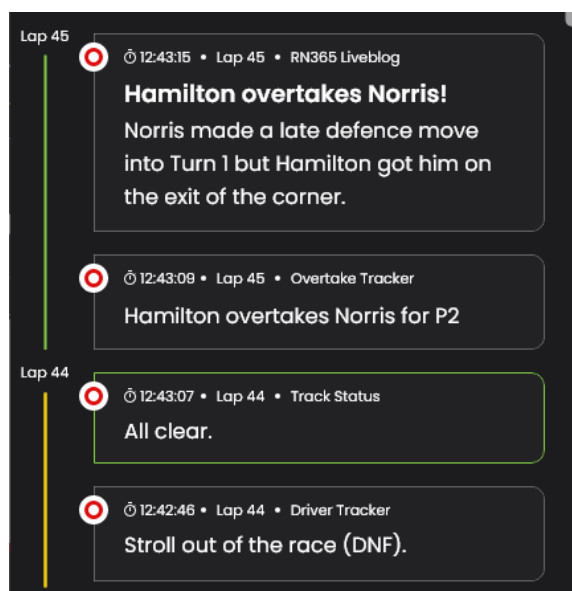 Lap 45
12:43:15 • Lap 45 • RN365 Liveblog
Hamilton overtakes Norris!
Norris made a late defence move
into Turn 1 but Hamilton got him on
the exit of the corner.
12:43:09 • Lap 45 • Overtake Tracker
Hamilton overtakes Norris for P2
Lap 44
12:43:07 • Lap 44 • Track Status
All clear.
12:42:46 • Lap 44 • Driver Tracker
Stroll out of the race (DNF).